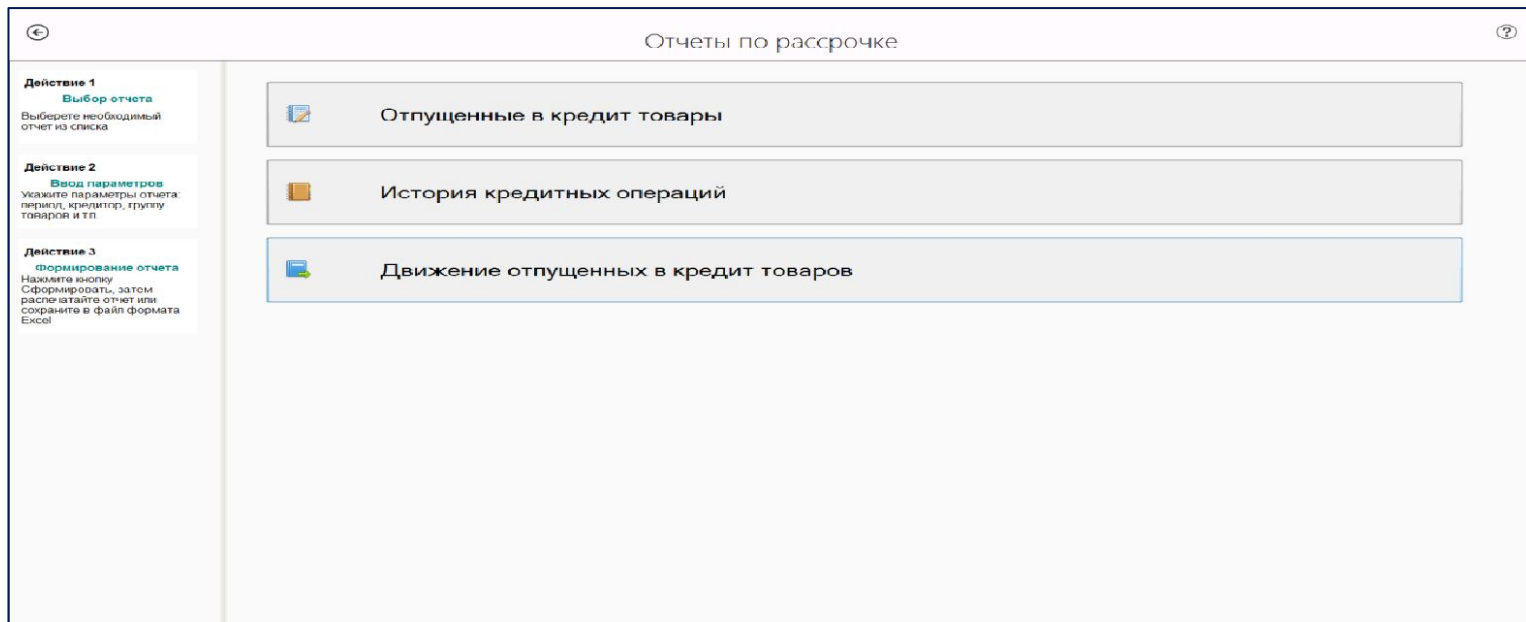 Отчеты по рассрочке
Действие 1
Выбор отчета
Выберете необходимый
отчет из списка
Действие 2
Ввод параметров
Укажите параметры отчета:
период, кредитор, группу
товаров и т.п.
Действие 3
Формирование отчета
Нажмите кнопку
Сформировать, затем
распечатайте отчет или
сохраните в файл формата
Excel
Отпущенные в кредит товары
История кредитных операций
Движение отпущенных в кредит товаров